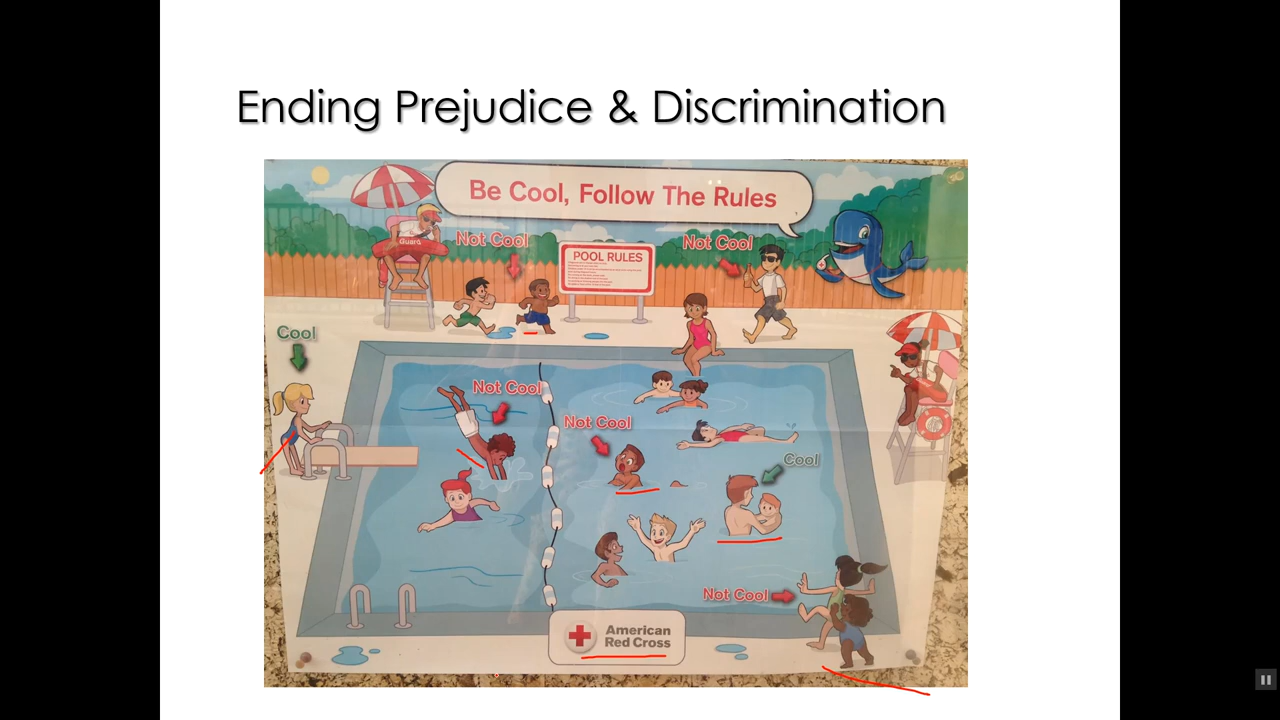 Ending Prejudice & Discrimination
Be Cool, Follow The Rules
Guard
Not Cool
Not Cool
POOL RULES
Cool
Not Cool
Not Cool
Cool
Not Cool
American
Red Cross